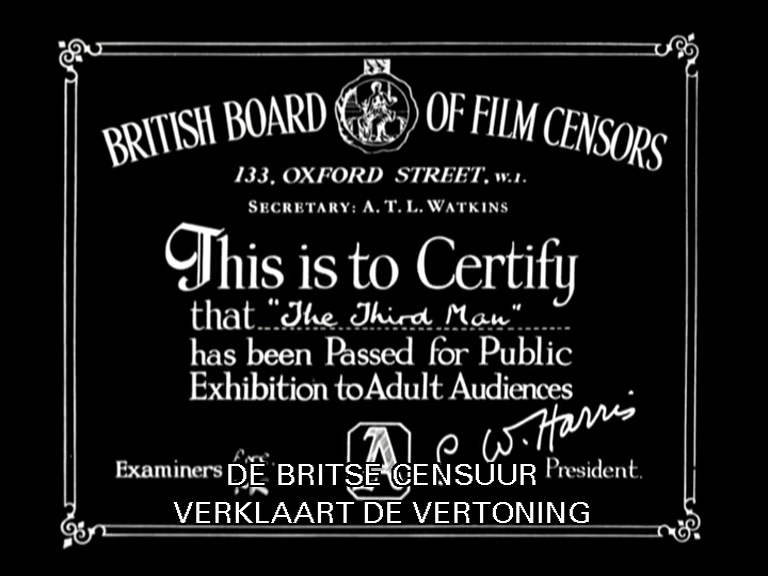 BRITISH BOARD OF FILM CENSORS
133, OXFORD STREET, W.1.
SECRETARY: A. T. L. WATKINS
This is to Certify
that "The Third Man"
has been Passed for Public
Exhibition to Adult Audiences
A
W. Harris
Examiners
President.
DE BRITSE CENSUUR
VERKLAART DE VERTONING